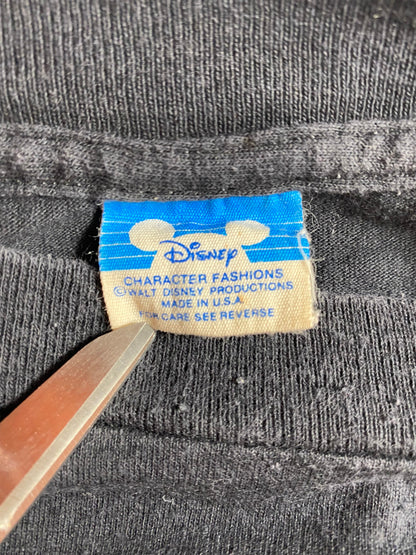 Disney
CHARACTER FASHIONS
© WALT DISNEY PRODUCTIONS
MADE IN U.S.A.
FOR CARE SEE REVERSE